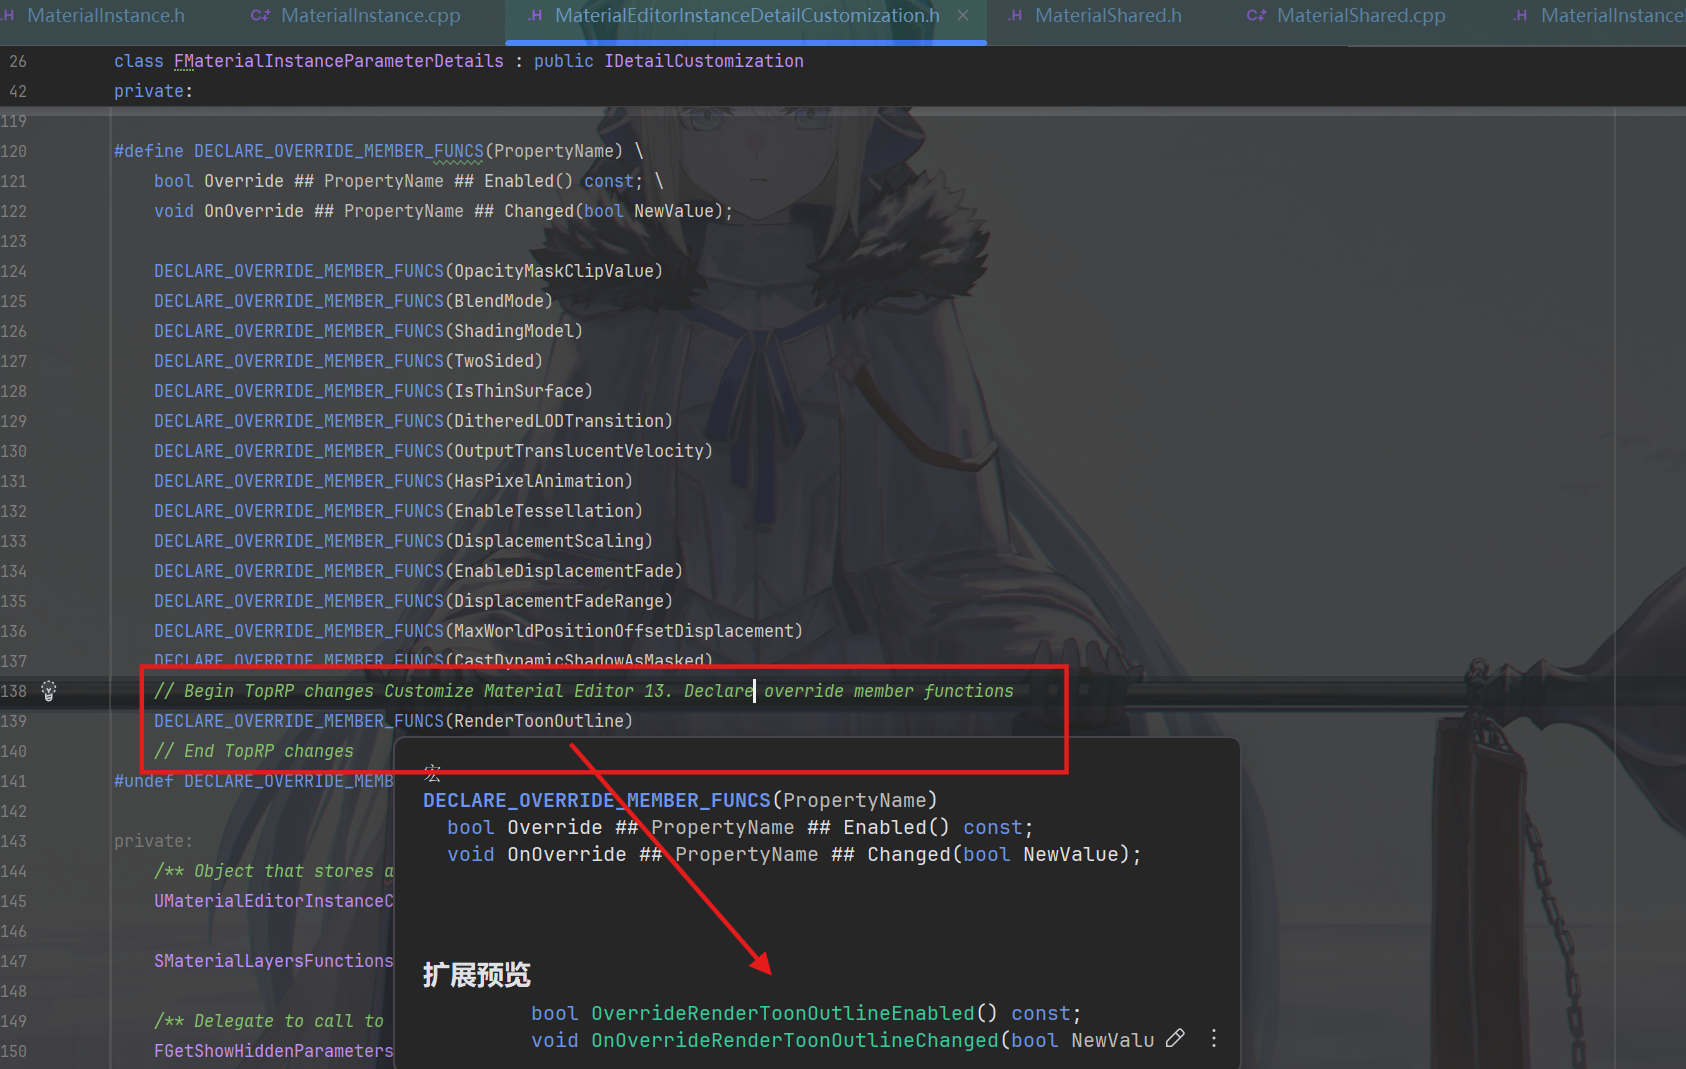 .H MaterialInstance.h C++ MaterialInstance.cpp .H MaterialEditorInstanceDetailCustomization.h × .H MaterialShared.h C++ MaterialShared.cpp .H MaterialInstance
26 class FMaterialInstanceParameterDetails : public IDetailCustomization
42 private:
119
120 #define DECLARE_OVERRIDE_MEMBER_FUNCS(PropertyName) \
121 bool Override ## PropertyName ## Enabled() const; \
122 void OnOverride ## PropertyName ## Changed(bool NewValue);
123
124 DECLARE_OVERRIDE_MEMBER_FUNCS(OpacityMaskClipValue)
125 DECLARE_OVERRIDE_MEMBER_FUNCS(BlendMode)
126 DECLARE_OVERRIDE_MEMBER_FUNCS(ShadingModel)
127 DECLARE_OVERRIDE_MEMBER_FUNCS(TwoSided)
128 DECLARE_OVERRIDE_MEMBER_FUNCS(IsThinSurface)
129 DECLARE_OVERRIDE_MEMBER_FUNCS(DitheredLODTransition)
130 DECLARE_OVERRIDE_MEMBER_FUNCS(OutputTranslucentVelocity)
131 DECLARE_OVERRIDE_MEMBER_FUNCS(HasPixelAnimation)
132 DECLARE_OVERRIDE_MEMBER_FUNCS(EnableTessellation)
133 DECLARE_OVERRIDE_MEMBER_FUNCS(DisplacementScaling)
134 DECLARE_OVERRIDE_MEMBER_FUNCS(EnableDisplacementFade)
135 DECLARE_OVERRIDE_MEMBER_FUNCS(DisplacementFadeRange)
136 DECLARE_OVERRIDE_MEMBER_FUNCS(MaxWorldPositionOffsetDisplacement)
137 DECLARE_OVERRIDE_MEMBER_FUNCS(CastDynamicShadowAsMasked)
138 // Begin TopRP changes Customize Material Editor 13. Declare override member functions
139 DECLARE_OVERRIDE_MEMBER_FUNCS(RenderToonOutline)
140 // End TopRP changes
141 #undef DECLARE_OVERRIDE_MEMB
142
143 private:
144 /** Object that stores a
145 UMaterialEditorInstanceC
146
147 SMaterialLayersFunctions
148
149 /** Delegate to call to
150 FGetShowHiddenParameters
宏
DECLARE_OVERRIDE_MEMBER_FUNCS(PropertyName)
bool Override ## PropertyName ## Enabled() const;
void OnOverride ## PropertyName ## Changed(bool NewValue);
扩展预览
bool OverrideRenderToonOutlineEnabled() const;
void OnOverrideRenderToonOutlineChanged(bool NewValu